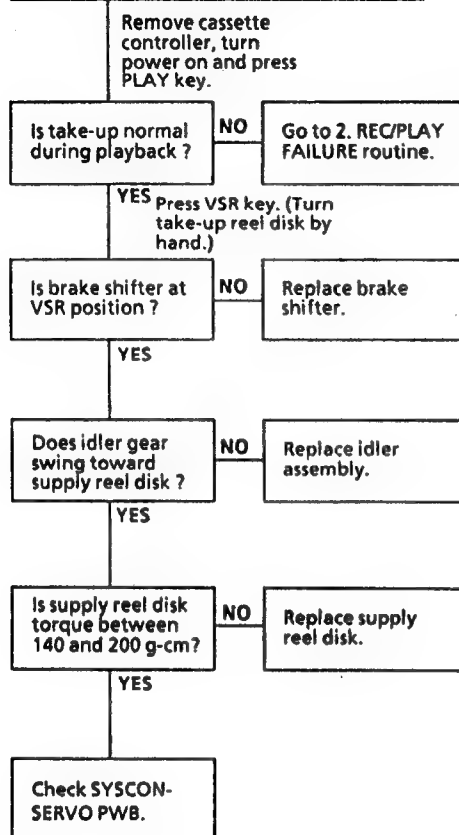 Remove cassette
controller, turn
power on and press
PLAY key.
Is take-up normal
during playback ?
NO
Go to 2. REC/PLAY
FAILURE routine.
YES
Press VSR key. (Turn
take-up reel disk by
hand.)
Is brake shifter at
VSR position ?
NO
Replace brake
shifter.
YES
Does idler gear
swing toward
supply reel disk ?
NO
Replace idler
assembly.
YES
Is supply reel disk
torque between
140 and 200 g-cm?
NO
Replace supply
reel disk.
YES
Check SYSCON-
SERVO PWB.